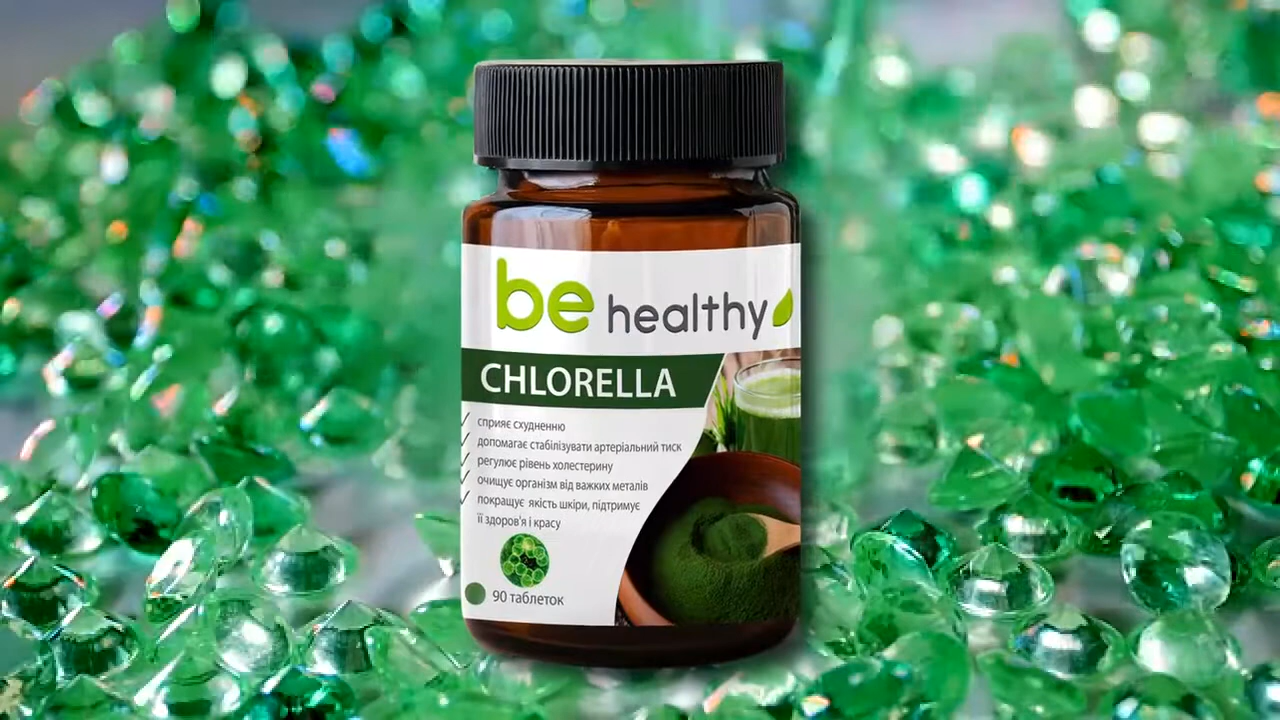 be healthy
CHLORELLA
сприяє схудненню
допомагає стабілізувати артеріальний тиск
регулює рівень холестерину
очищує організм від важких металів
покращує якість шкіри, підтримує
її здоров'я і красу
90 таблеток